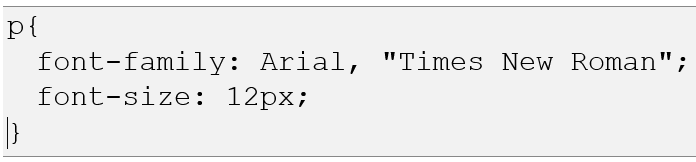 p{
  font-family: Arial, "Times New Roman";
  font-size: 12px;
}